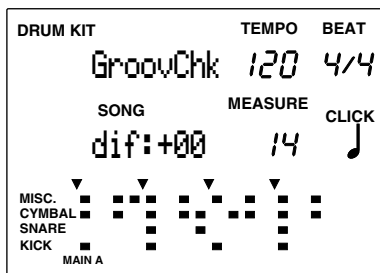 DRUM KIT TEMPO BEAT
GroovChk 120 4/4
SONG MEASURE CLICK
dif:+00 14
MISC.
CYMBAL
SNARE
KICK
MAIN A